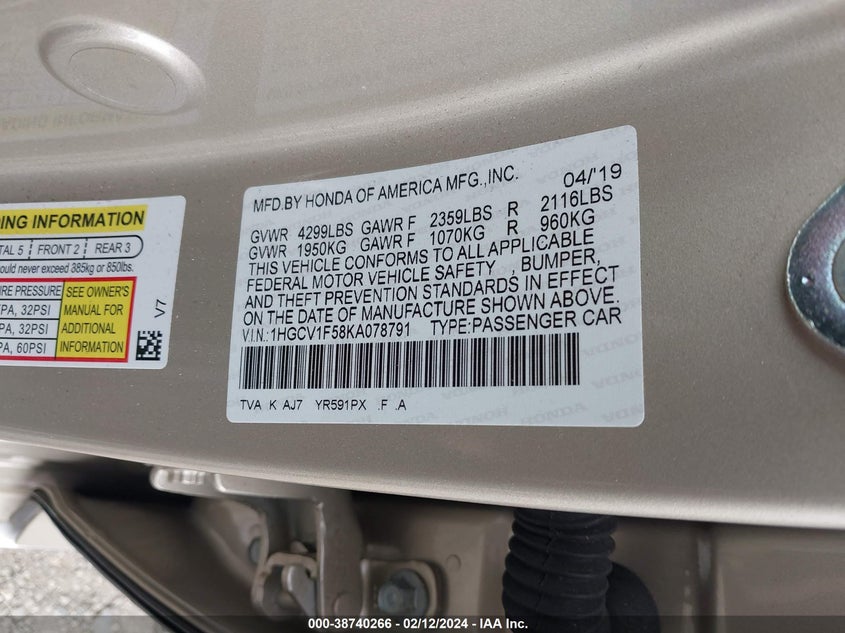 DING INFORMATION
TAL 5 FRONT 2 REAR 3
ould never exceed 385kg or 850lbs.
RE PRESSURE SEE OWNER'S
PA, 32PSI MANUAL FOR
PA, 32PSI ADDITIONAL
PA, 60PSI INFORMATION
V7
MFD.BY HONDA OF AMERICA MFG.,INC. 04/'19
GVWR 4299LBS GAWR F 2359LBS R 2116LBS
GVWR 1950KG GAWR F 1070KG R 960KG
THIS VEHICLE CONFORMS TO ALL APPLICABLE
FEDERAL MOTOR VEHICLE SAFETY , BUMPER,
AND THEFT PREVENTION STANDARDS IN EFFECT
ON THE DATE OF MANUFACTURE SHOWN ABOVE.
V.I.N.:1HGCV1F58KA078791 TYPE:PASSENGER CAR
TVA K AJ7 YR591PX .F .A
000-38740266 - 02/12/2024 - IAA Inc.